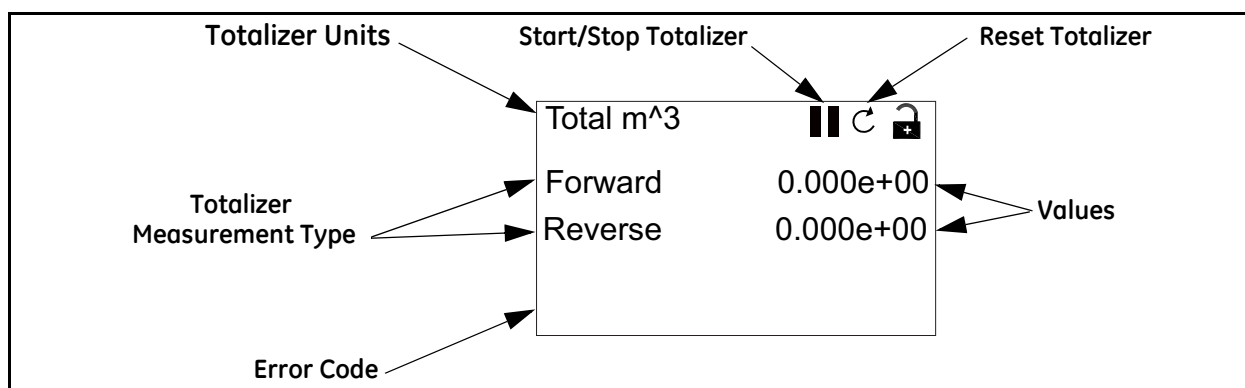 Totalizer Units
Start/Stop Totalizer
Reset Totalizer
Total m^3
Forward 0.000e+00
Reverse 0.000e+00
Totalizer
Measurement Type
Values
Error Code